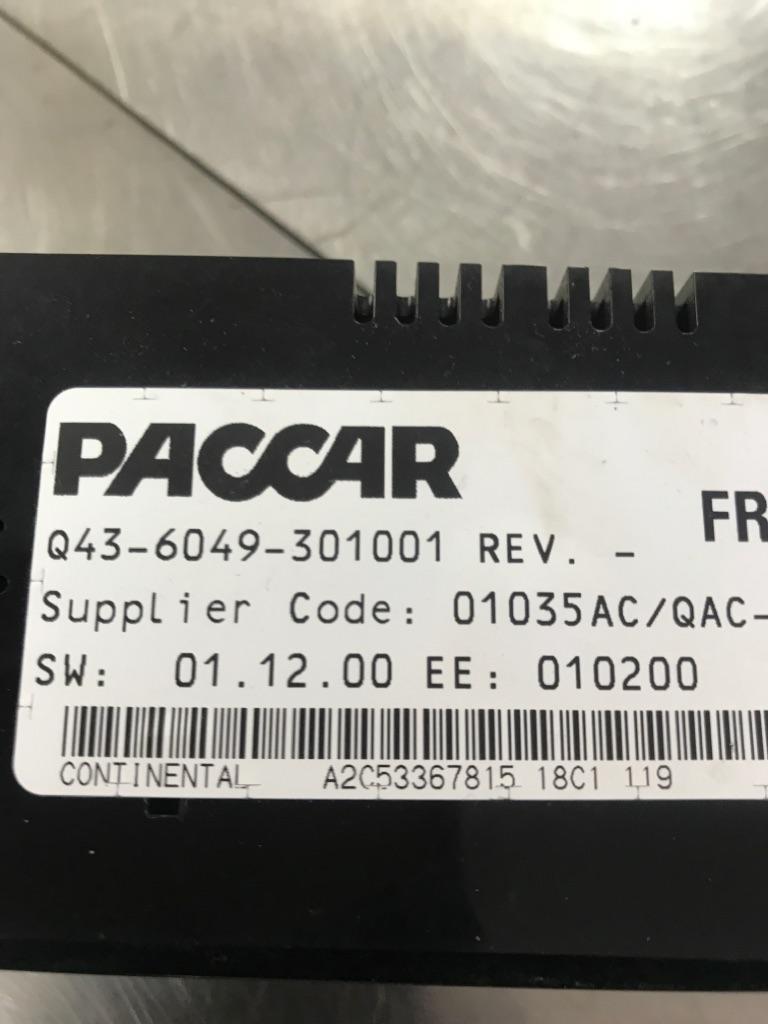 PACCAR
FR
Q43-6049-301001 REV. -
Supplier Code: 01035AC/QAC-
SW: 01.12.00 EE: 010200
CONTINENTAL A2C53367815 18C1 119